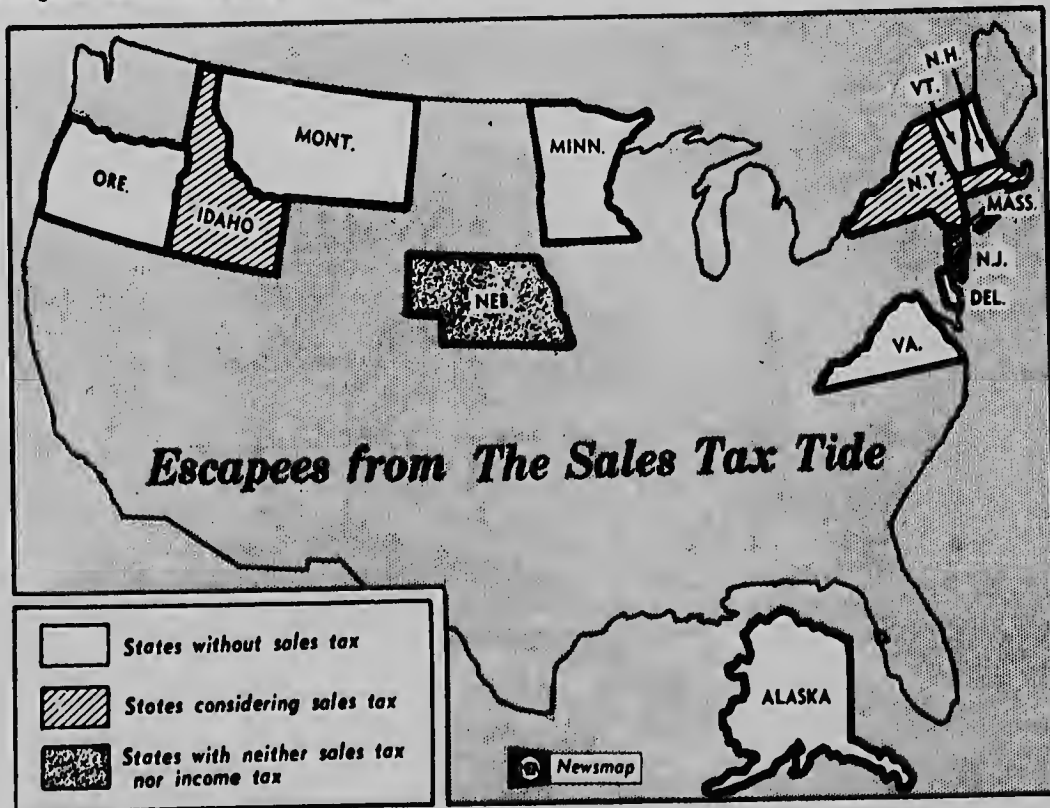 N.H.
VT.
MONT.
MINN.
ORE.
N.Y.
IDAHO
MASS.
N.J.
NEB.
DEL.
VA.
Escapees from The Sales Tax Tide
States without sales tax
States considering sales tax
States with neither sales tax
nor income tax
ALASKA
Newsmap